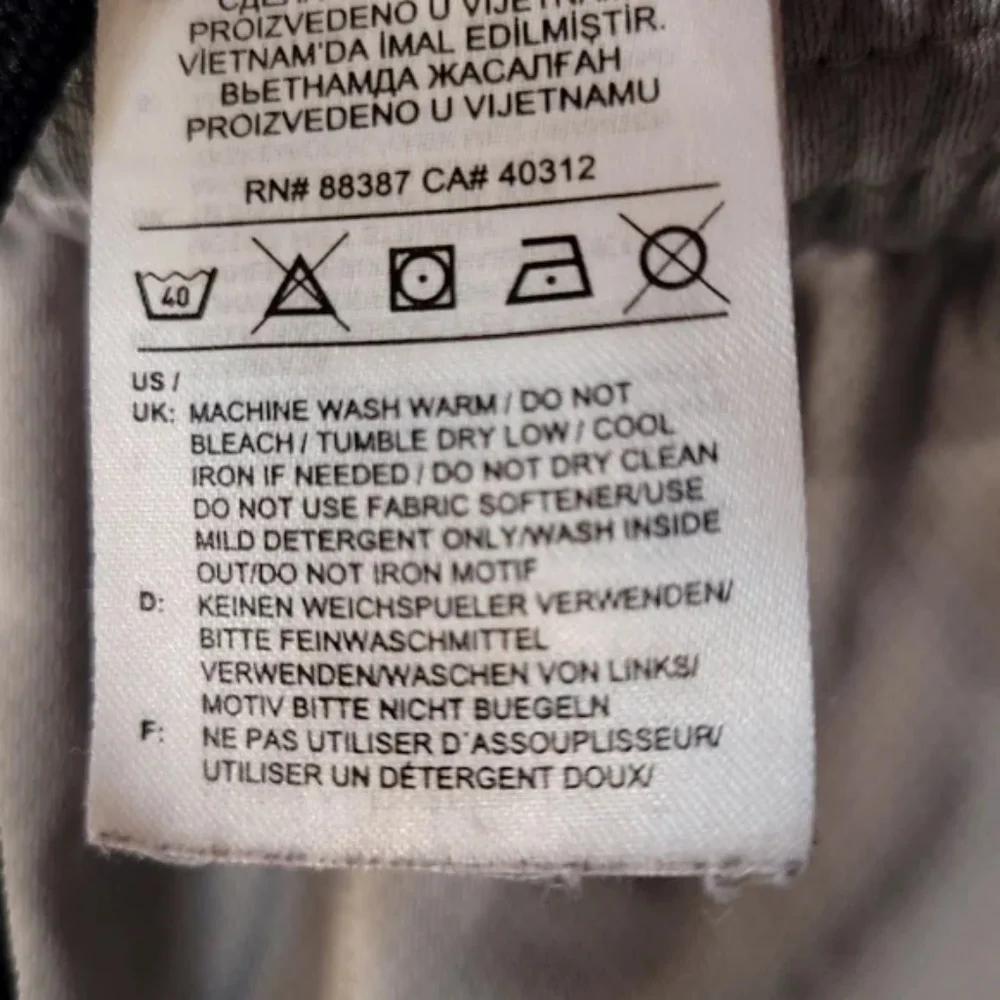 PROIZVEDENO U
VİETNAM'DA İMAL EDİLMİŞTİR.
ВЬЕТНАМДА ЖАСАЛҒАН
PROIZVEDENO U VIJETNAMU
RN# 88387 CA# 40312
40
US /
UK: MACHINE WASH WARM / DO NOT
BLEACH / TUMBLE DRY LOW / COOL
IRON IF NEEDED / DO NOT DRY CLEAN
DO NOT USE FABRIC SOFTENER/USE
MILD DETERGENT ONLY/WASH INSIDE
OUT/DO NOT IRON MOTIF
D: KEINEN WEICHSPUELER VERWENDEN/
BITTE FEINWASCHMITTEL
VERWENDEN/WASCHEN VON LINKS/
MOTIV BITTE NICHT BUEGELN
F: NE PAS UTILISER D'ASSOUPLISSEUR/
UTILISER UN DÉTERGENT DOUX/